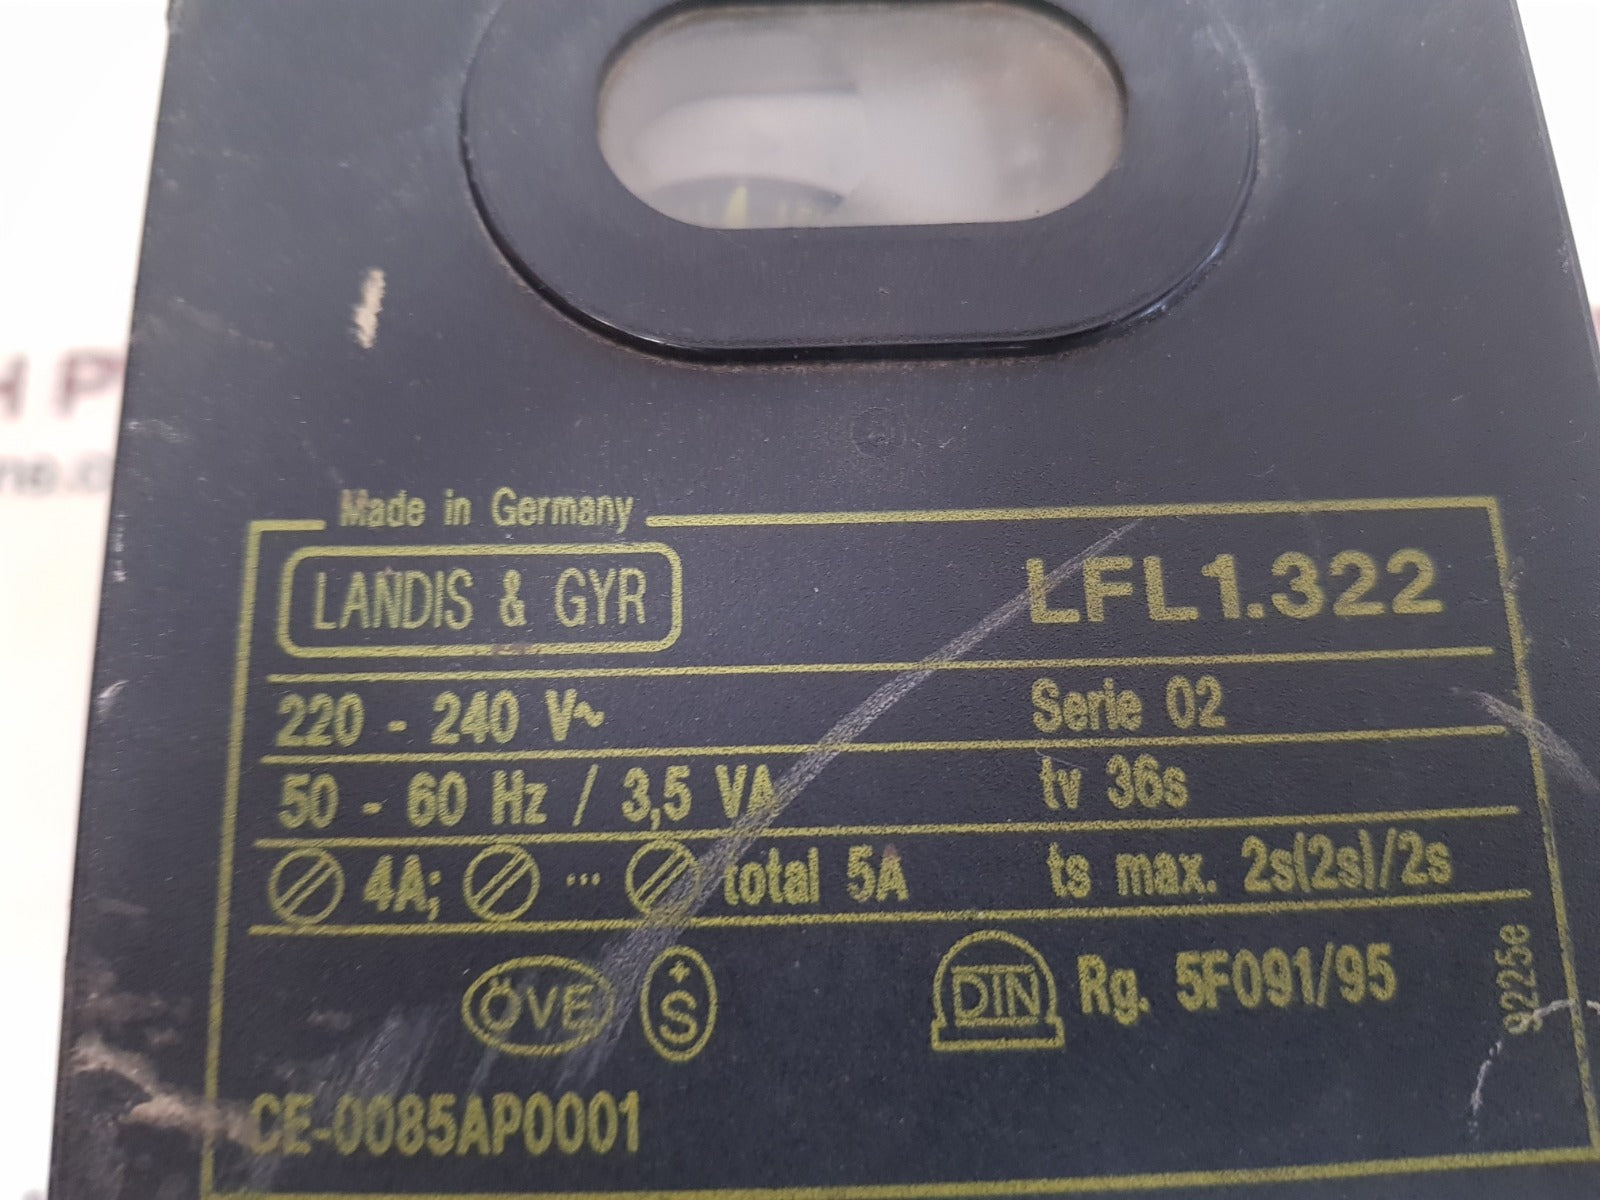 Made in Germany
LANDIS & GYR LFL1.322
220 - 240 V~ Serie 02
50 - 60 Hz / 3,5 VA tv 36s
4A; ... total 5A ts max. 2s(2s)/2s
ÖVE +S DIN Rg. 5F091/95
9225e
CE-0085AP0001
H P